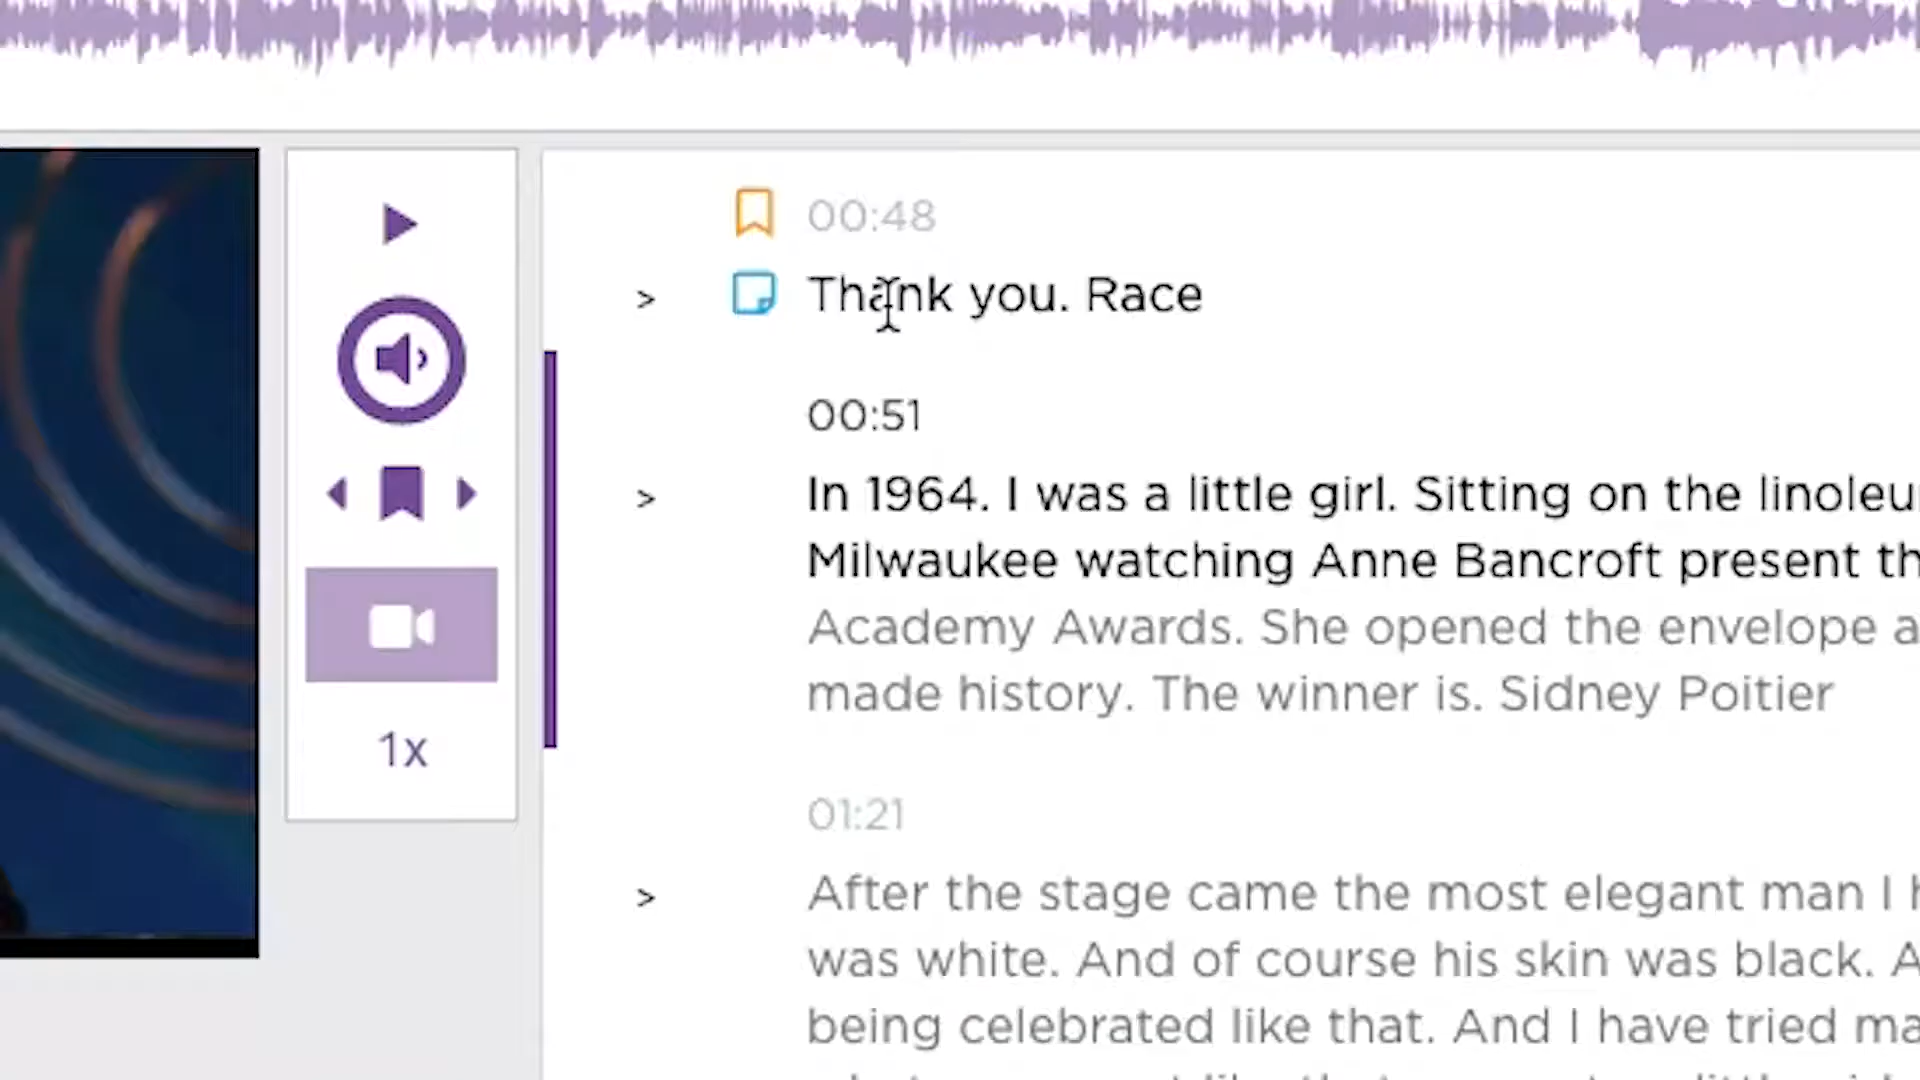 00:48
> Thank you. Race
00:51
> In 1964. I was a little girl. Sitting on the
Milwaukee watching Anne Bancroft present
Academy Awards. She opened the envelope
made history. The winner is. Sidney Poitier
1x
01:21
> After the stage came the most elegant man I
was white. And of course his skin was black.
being celebrated like that. And I have tried